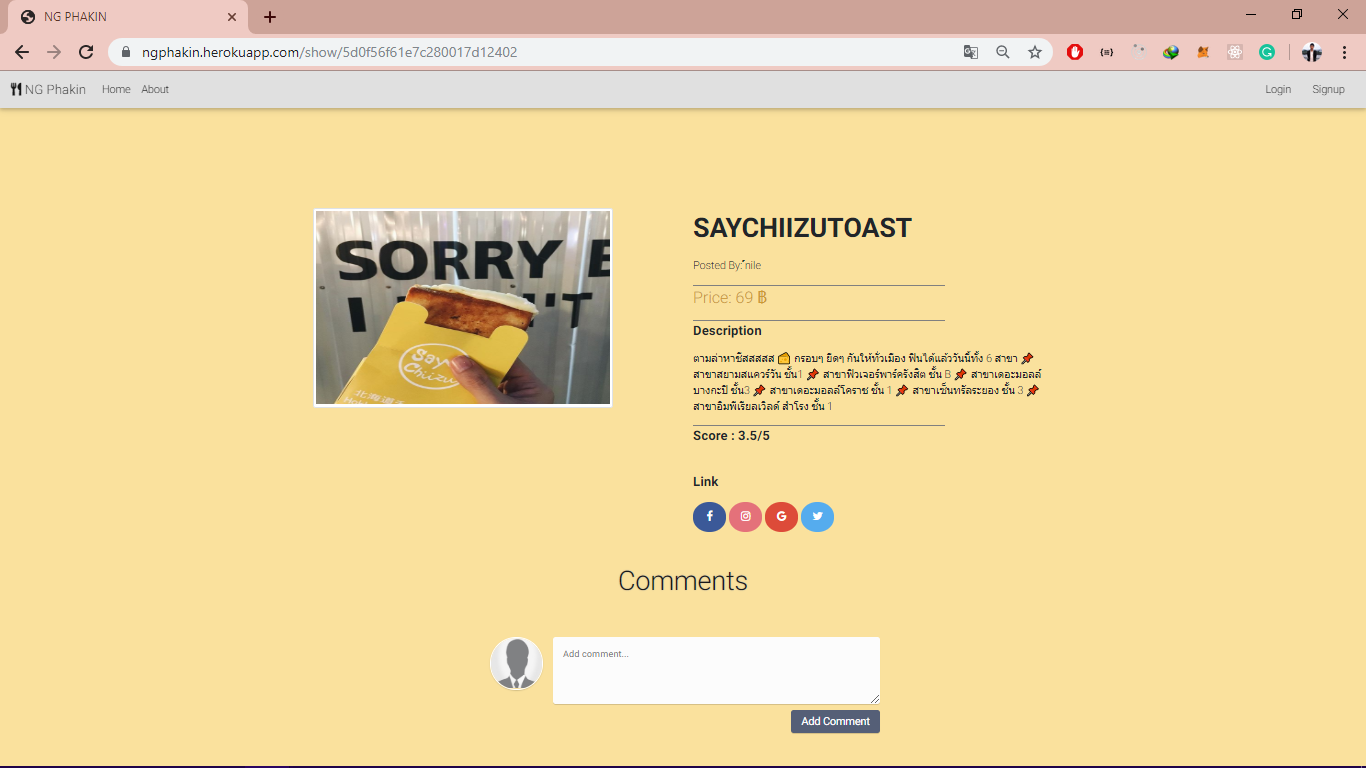 NG PHAKIN
ngphakin.herokuapp.com/show/5d0f56f61e7c280017d12402
NG Phakin Home About Login Signup
SORRY
Say
Chiizu
北海道
SAYCHIIZUTOAST
Posted By: ์nile
Price: 69 ฿
Description
ตามล่าหาชีสสสสส 🧀 กรอบๆ ยืดๆ กันให้ทั่วเมือง ฟินได้แล้ววันนี้ทั้ง 6 สาขา 📌
สาขาสยามสแควร์วัน ชั้น1 📌 สาขาฟิวเจอร์พาร์ครังสิต ชั้น B 📌 สาขาเดอะมอลล์
บางกะปิ ชั้น3 📌 สาขาเดอะมอลล์โคราช ชั้น 1 📌 สาขาเซ็นทรัลระยอง ชั้น 3 📌
สาขาอิมพีเรียลเวิลด์ สำโรง ชั้น 1
Score : 3.5/5
Link
Comments
Add comment...
Add Comment